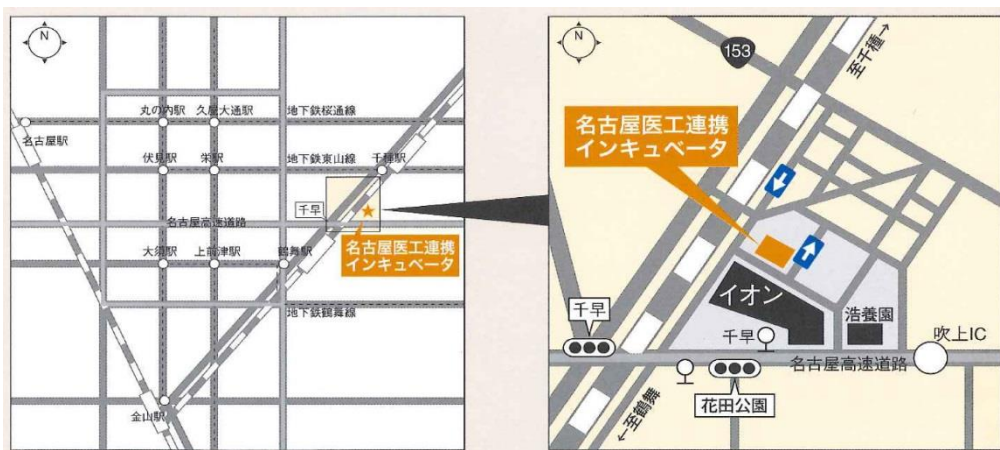 N
丸の内駅
久屋大通駅
地下鉄桜通線
名古屋駅
伏見駅
栄駅
地下鉄東山線
千種駅
千早
名古屋高速道路
名古屋医工連携
インキュベータ
大須駅
上前津駅
鶴舞駅
地下鉄鶴舞線
金山駅
N
153
至千種→
名古屋医工連携
インキュベータ
イオン
浩養園
千早
千早
吹上IC
名古屋高速道路
花田公園
←至鶴舞